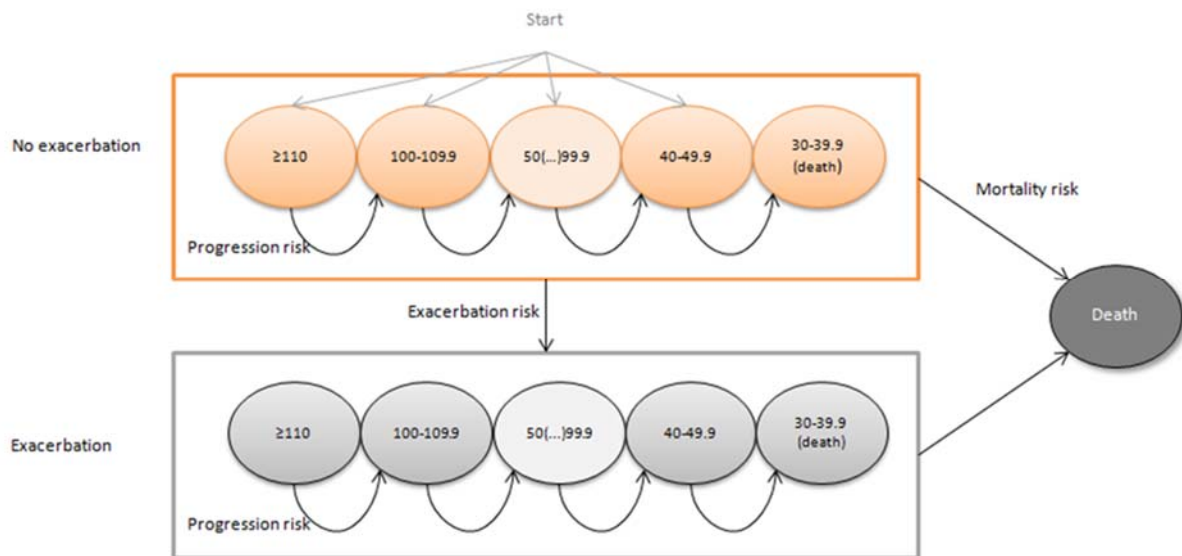 Start
No exacerbation
≥110
100-109.9
50(...)99.9
40-49.9
30-39.9
(death)
Mortality risk
Progression risk
Exacerbation risk
Death
Exacerbation
≥110
100-109.9
50(...)99.9
40-49.9
30-39.9
(death)
Progression risk